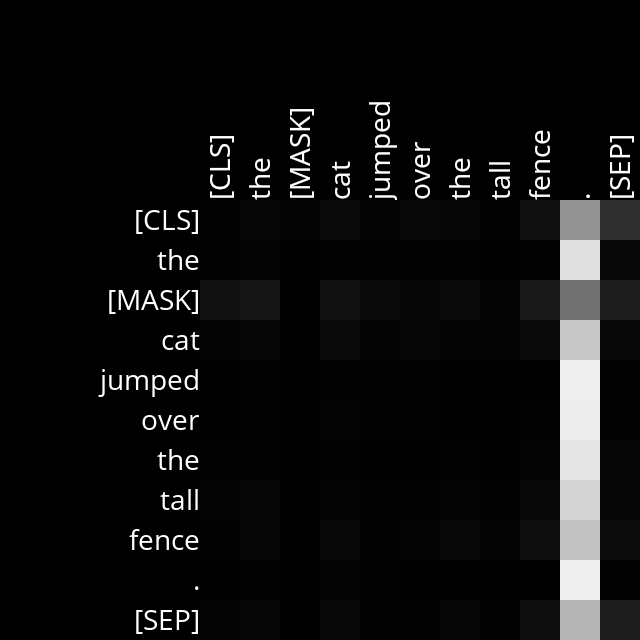 [CLS] the [MASK] cat jumped over the tall fence . [SEP]
[CLS]
the
[MASK]
cat
jumped
over
the
tall
fence
.
[SEP]